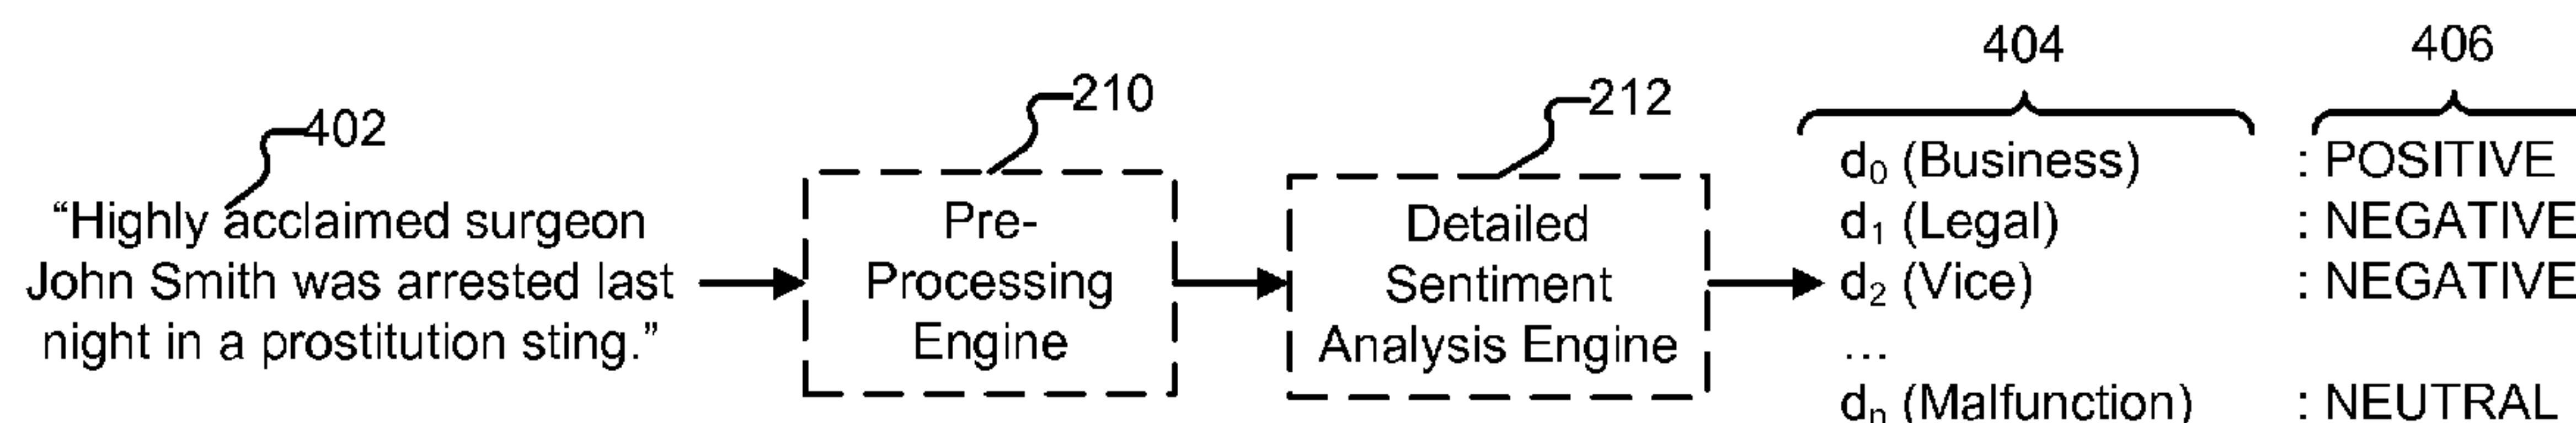 404 406
402 210 212
“Highly acclaimed surgeon
John Smith was arrested last
night in a prostitution sting.”
Pre-
Processing
Engine
Detailed
Sentiment
Analysis Engine
d0 (Business) : POSITIVE
d1 (Legal) : NEGATIVE
d2 (Vice) : NEGATIVE
...
dn (Malfunction) : NEUTRAL